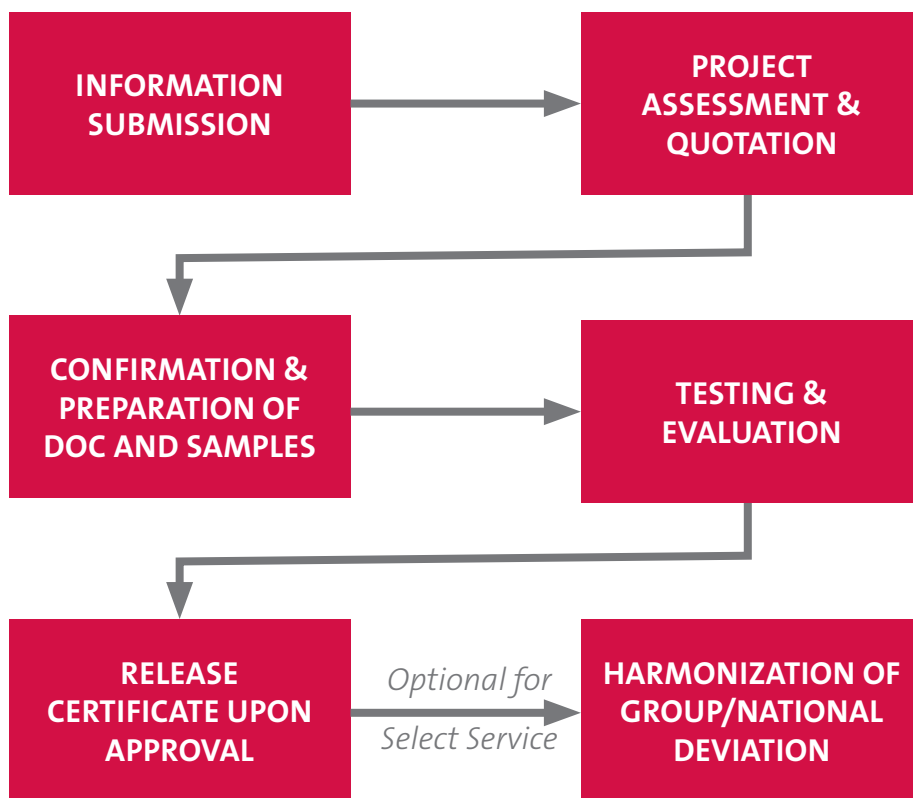 INFORMATION
SUBMISSION
PROJECT
ASSESSMENT &
QUOTATION
CONFIRMATION &
PREPARATION OF
DOC AND SAMPLES
TESTING &
EVALUATION
RELEASE
CERTIFICATE UPON
APPROVAL
Optional for
Select Service
HARMONIZATION OF
GROUP/NATIONAL
DEVIATION